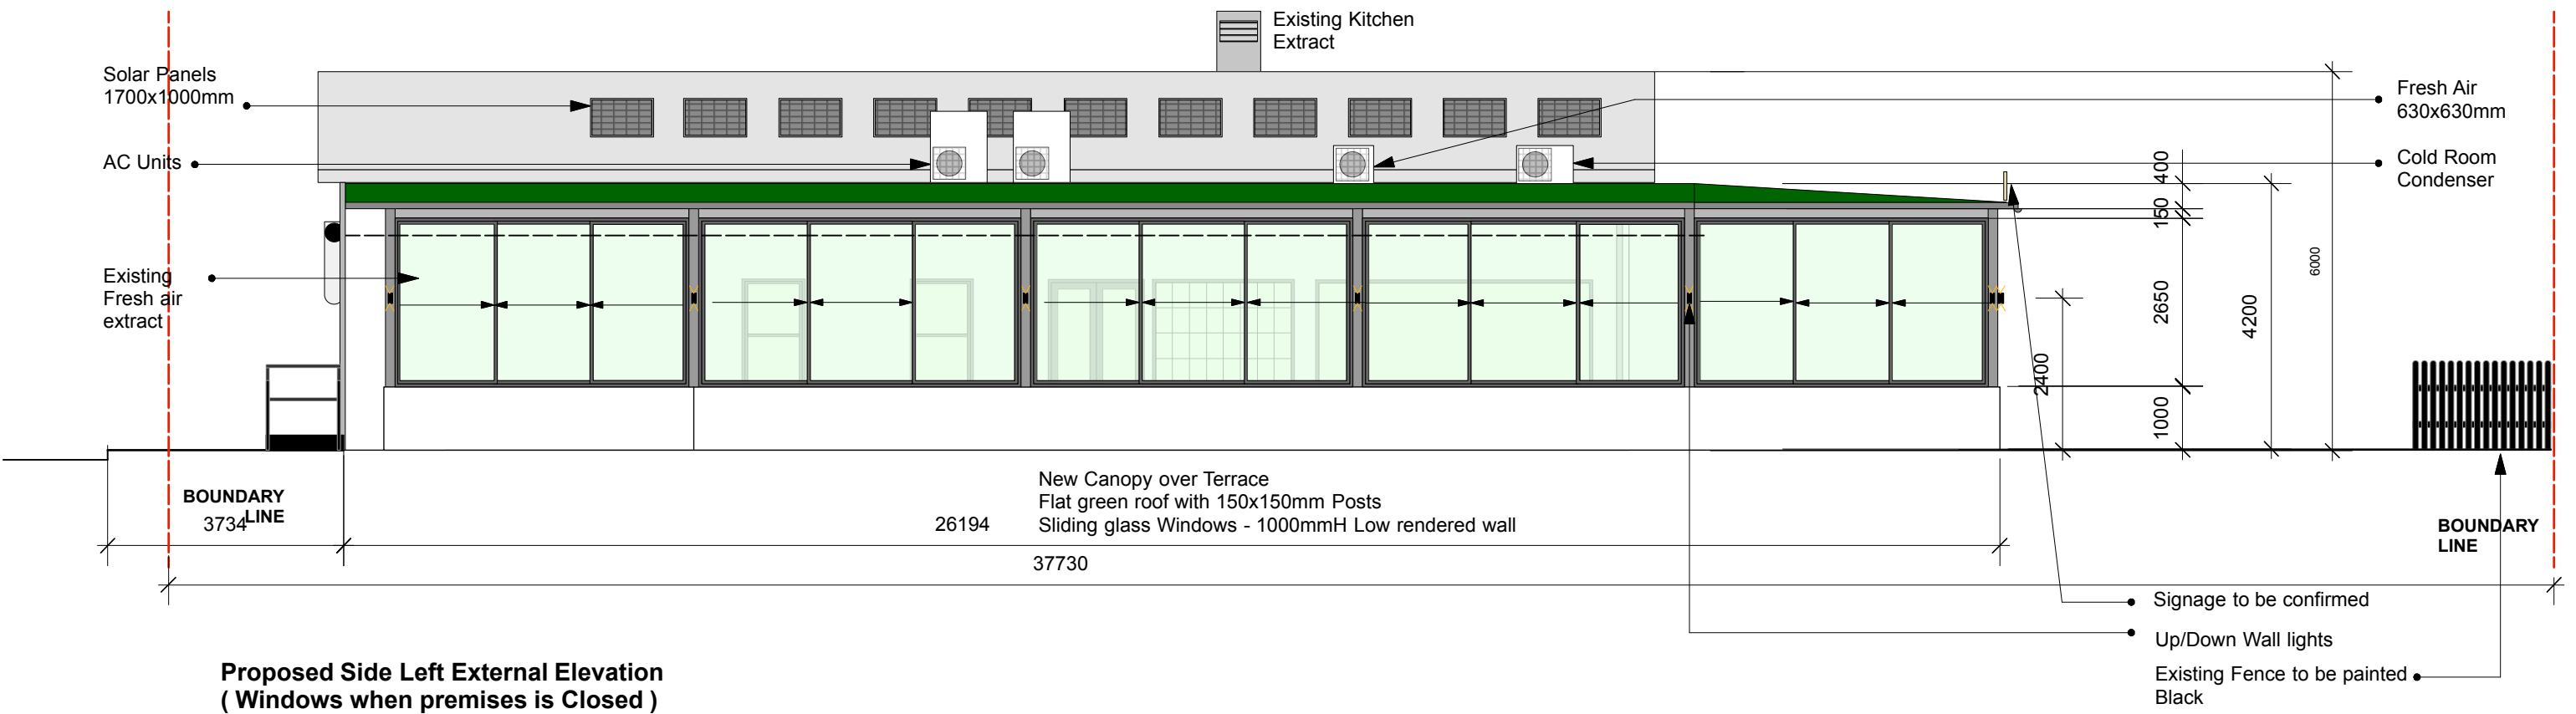 Existing Kitchen
Extract
Solar Panels
1700x1000mm
Fresh Air
630x630mm
AC Units
Cold Room
Condenser
400
150
6000
Existing
Fresh air
extract
2650
4200
2400
1000
New Canopy over Terrace
Flat green roof with 150x150mm Posts
Sliding glass Windows - 1000mmH Low rendered wall
BOUNDARY
LINE
3734
26194
BOUNDARY
LINE
37730
Signage to be confirmed
Up/Down Wall lights
Existing Fence to be painted
Black
Proposed Side Left External Elevation
( Windows when premises is Closed )